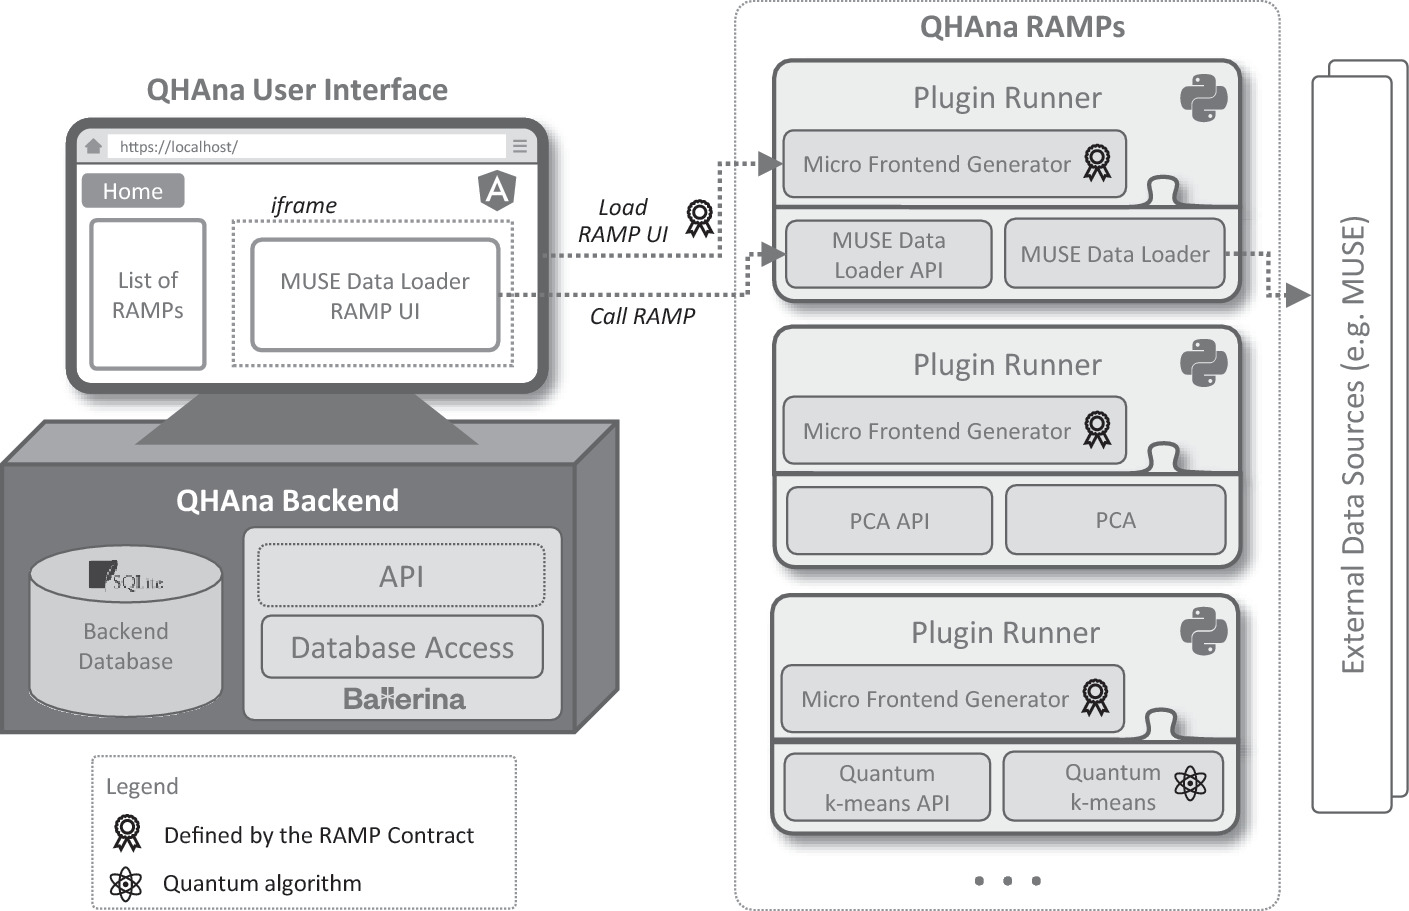 QHAna User Interface
https://localhost/
Home
A
iframe
List of
RAMPs
MUSE Data Loader
RAMP UI
Load
RAMP UI
Call RAMP
QHAna Backend
SQLite
Backend
Database
API
Database Access
Ballerina
Legend
Defined by the RAMP Contract
Quantum algorithm
QHAna RAMPs
Plugin Runner
Micro Frontend Generator
MUSE Data
Loader API
MUSE Data Loader
Plugin Runner
Micro Frontend Generator
PCA API
PCA
Plugin Runner
Micro Frontend Generator
Quantum
k-means API
Quantum
k-means
• • •
External Data Sources (e.g. MUSE)